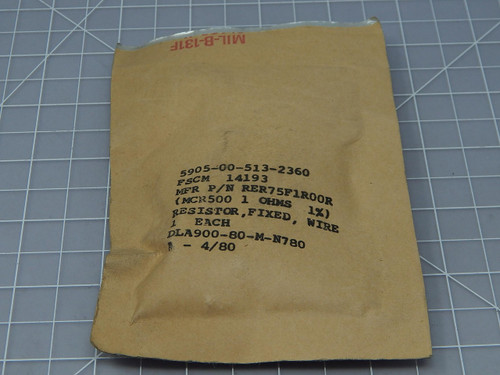 MIL-B-131F
5905-00-513-2360
FSCM 14193
MFR P/N RER75F1R00R
(MCR500 1 OHMS 1%)
RESISTOR,FIXED, WIRE
1 EACH
DLA900-80-M-N780
- 4/80